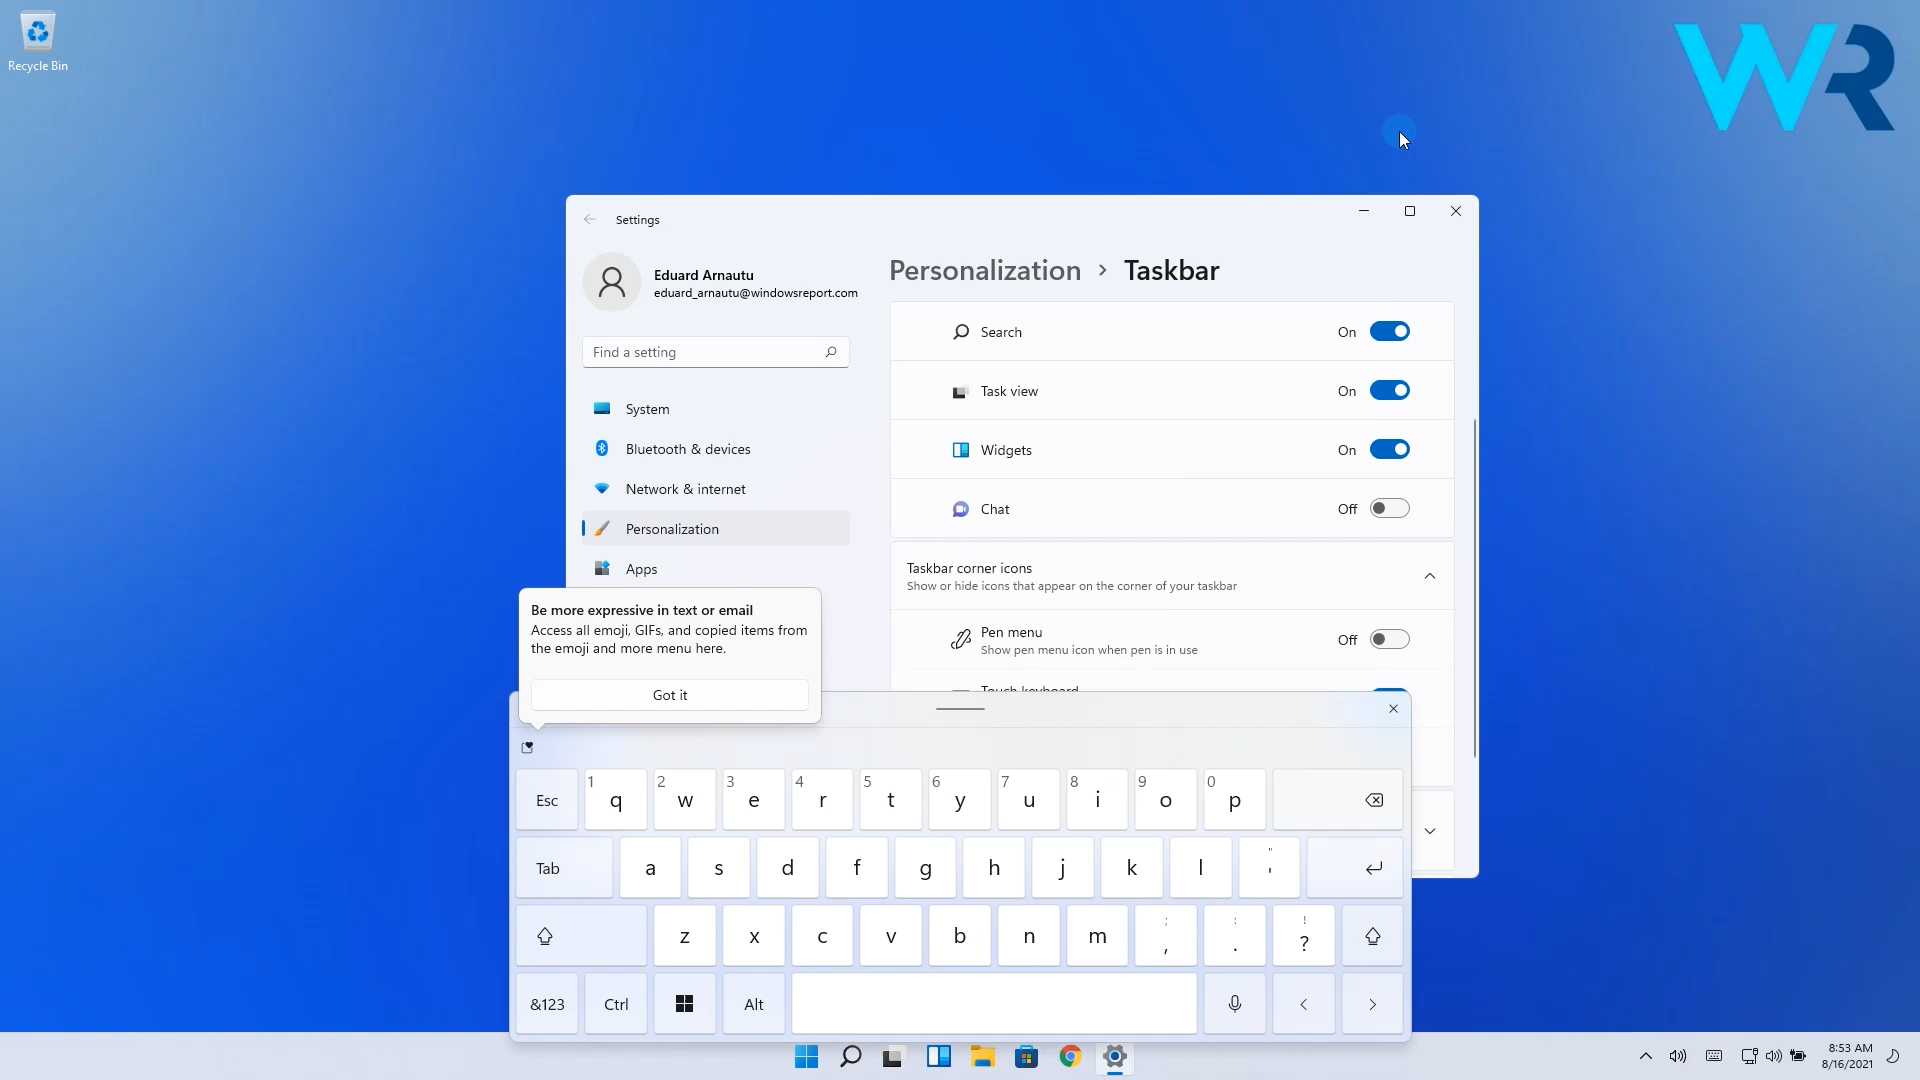 Recycle Bin
WR
Settings
Eduard Arnautu
eduard_arnautu@windowsreport.com
Find a setting
System
Bluetooth & devices
Network & internet
Personalization
Apps
Personalization > Taskbar
Search On
Task view On
Widgets On
Chat Off
Taskbar corner icons
Show or hide icons that appear on the corner of your taskbar
Pen menu Off
Show pen menu icon when pen is in use
Touch keyboard
Be more expressive in text or email
Access all emoji, GIFs, and copied items from
the emoji and more menu here.
Got it
Esc 1 q 2 w 3 e 4 r 5 t 6 y 7 u 8 i 9 o 0 p
Tab a s d f g h j k l " '
z x c v b n m ; , : . ! ?
&123 Ctrl Alt < >
8:53 AM
8/16/2021